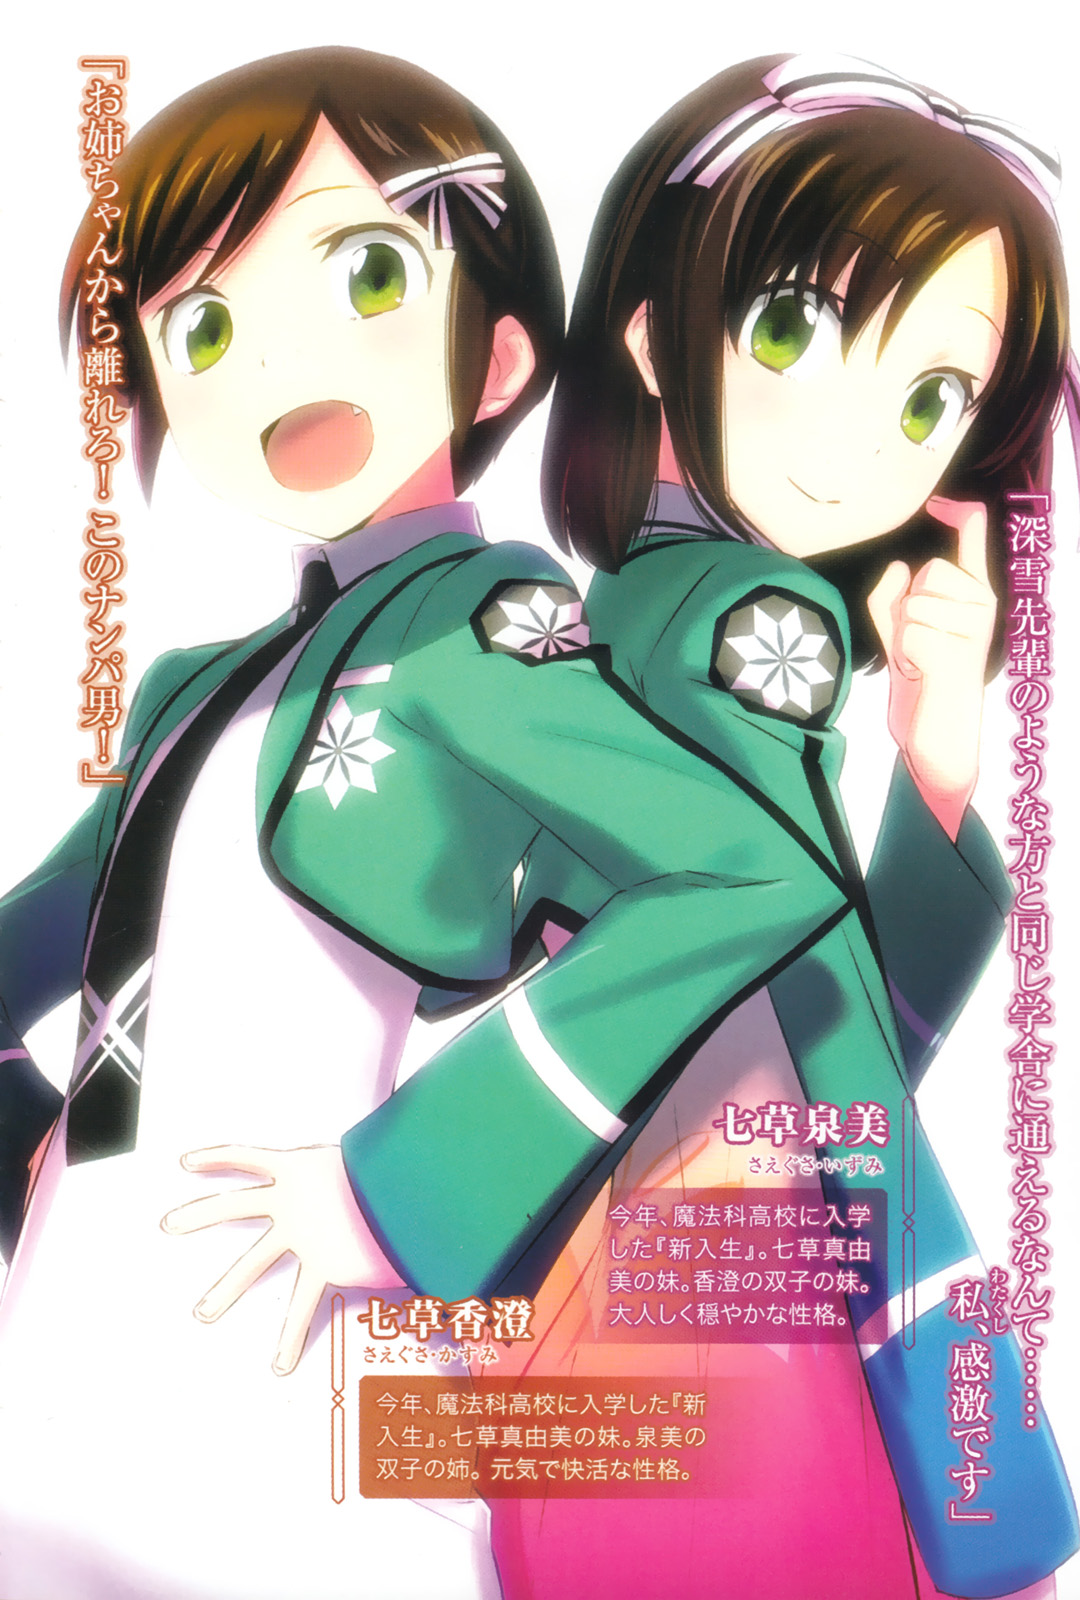 『お姉ちゃんから離れろ！ このナンパ男！』
「深雪先輩のような方と同じ学舎に通えるなんて……
わたくし
私、感激です」
七草泉美
さえぐさ・いずみ
今年、魔法科高校に入学
した『新入生』。七草真由
美の妹。香澄の双子の妹。
大人しく穏やかな性格。
七草香澄
さえぐさ・かすみ
今年、魔法科高校に入学した『新
入生』。七草真由美の妹。泉美の
双子の姉。元気で快活な性格。